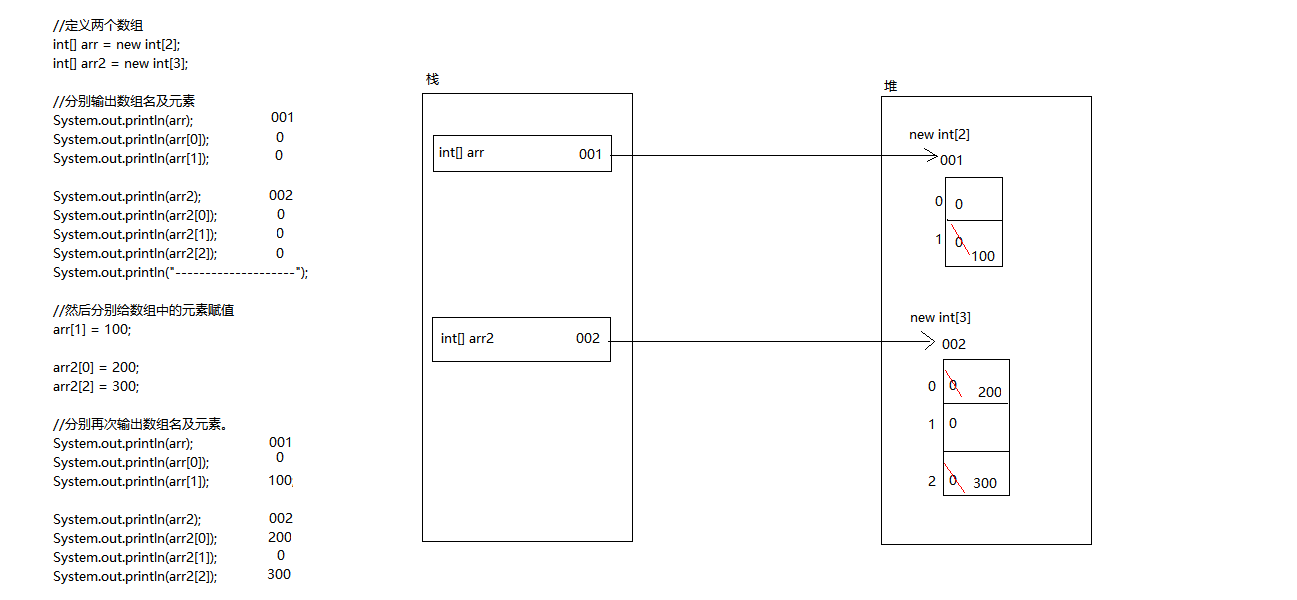 //定义两个数组
int[] arr = new int[2];
int[] arr2 = new int[3];
//分别输出数组名及元素
System.out.println(arr); 001
System.out.println(arr[0]); 0
System.out.println(arr[1]); 0
System.out.println(arr2); 002
System.out.println(arr2[0]); 0
System.out.println(arr2[1]); 0
System.out.println(arr2[2]); 0
System.out.println("--------------------");
//然后分别给数组中的元素赋值
arr[1] = 100;
arr2[0] = 200;
arr2[2] = 300;
//分别再次输出数组名及元素。
System.out.println(arr); 001
System.out.println(arr[0]); 0
System.out.println(arr[1]); 100;
System.out.println(arr2); 002
System.out.println(arr2[0]); 200
System.out.println(arr2[1]); 0
System.out.println(arr2[2]); 300
栈
int[] arr 001
int[] arr2 002
堆
new int[2]
001
0 0
1 0 100
new int[3]
002
0 0 200
1 0
2 0 300